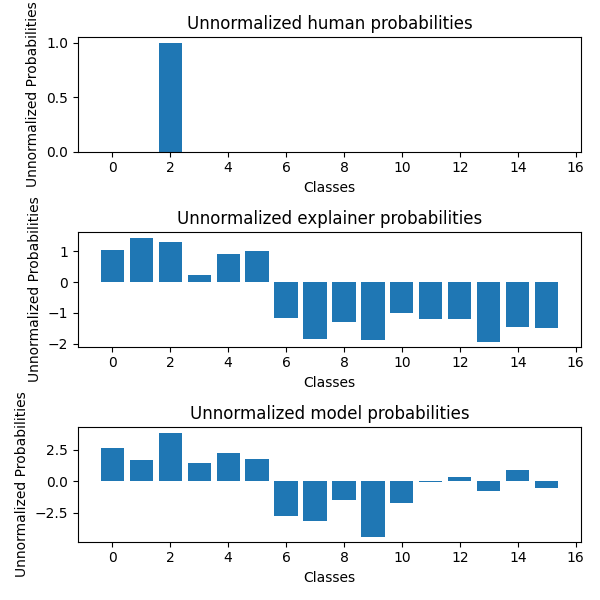 Unnormalized human probabilities
Unnormalized Probabilities
1.0
0.5
0.0
0 2 4 6 8 10 12 14 16
Classes
Unnormalized explainer probabilities
Unnormalized Probabilities
1
0
−1
−2
0 2 4 6 8 10 12 14 16
Classes
Unnormalized model probabilities
Unnormalized Probabilities
2.5
0.0
−2.5
0 2 4 6 8 10 12 14 16
Classes